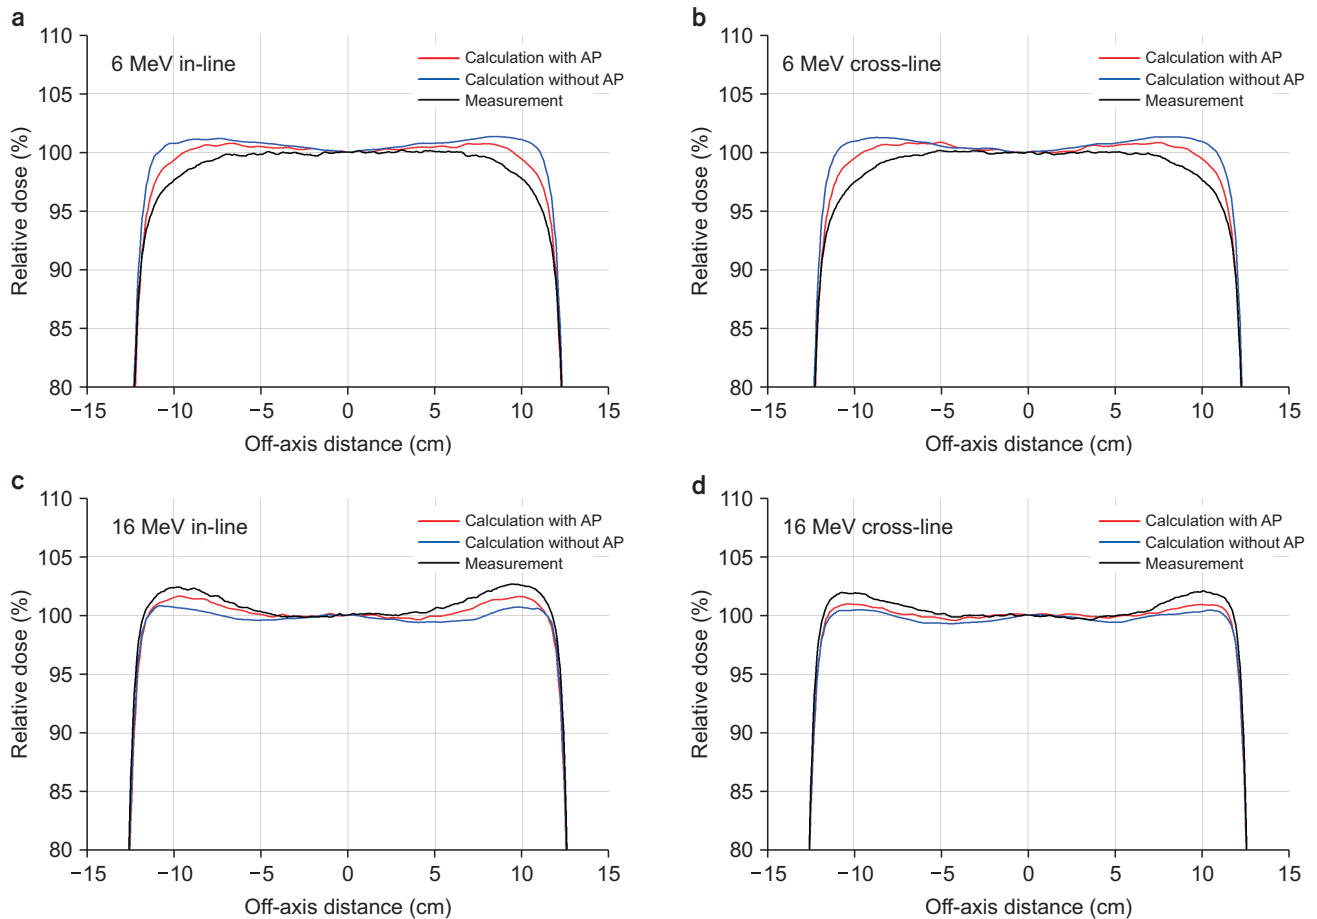 a
110
105
100
95
90
85
80
Relative dose (%)
6 MeV in-line
Calculation with AP
Calculation without AP
Measurement
−15 −10 −5 0 5 10 15
Off-axis distance (cm)
b
110
105
100
95
90
85
80
Relative dose (%)
6 MeV cross-line
Calculation with AP
Calculation without AP
Measurement
−15 −10 −5 0 5 10 15
Off-axis distance (cm)
c
110
105
100
95
90
85
80
Relative dose (%)
16 MeV in-line
Calculation with AP
Calculation without AP
Measurement
−15 −10 −5 0 5 10 15
Off-axis distance (cm)
d
110
105
100
95
90
85
80
Relative dose (%)
16 MeV cross-line
Calculation with AP
Calculation without AP
Measurement
−15 −10 −5 0 5 10 15
Off-axis distance (cm)